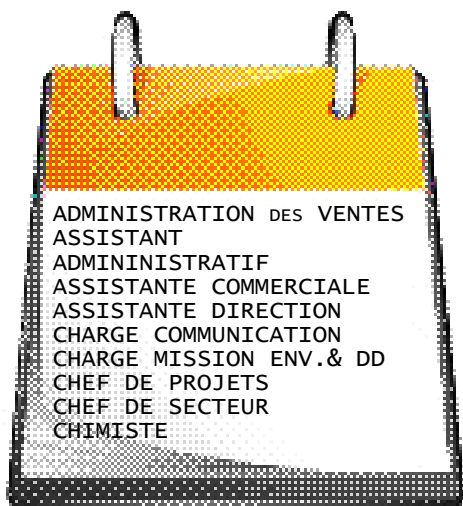 ADMINISTRATION DES VENTES
ASSISTANT
ADMININISTRATIF
ASSISTANTE COMMERCIALE
ASSISTANTE DIRECTION
CHARGE COMMUNICATION
CHARGE MISSION ENV.& DD
CHEF DE PROJETS
CHEF DE SECTEUR
CHIMISTE